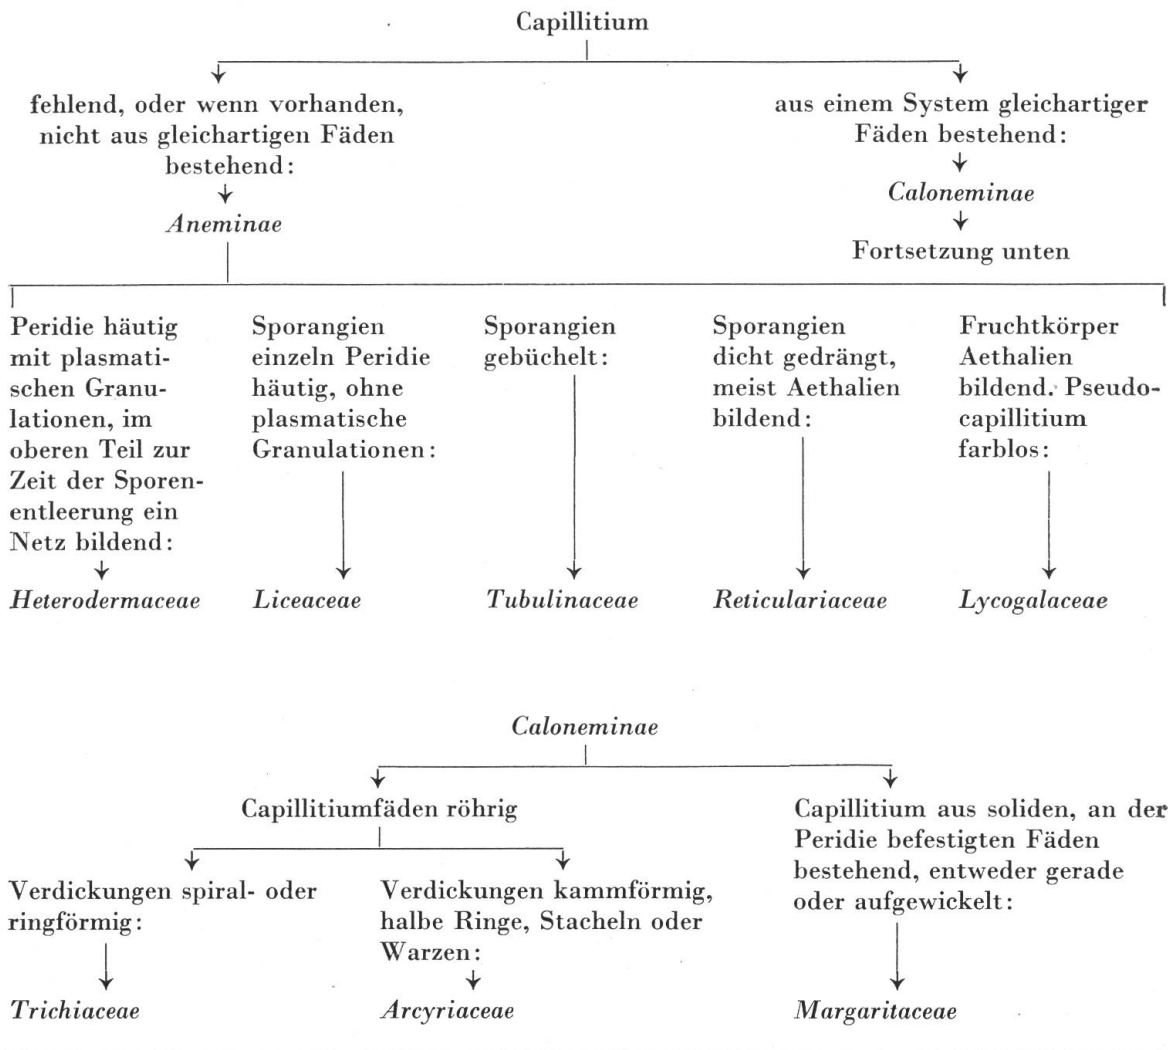 Capillitium
fehlend, oder wenn vorhanden,
nicht aus gleichartigen Fäden
bestehend:
Aneminae
aus einem System gleichartiger
Fäden bestehend:
Caloneminae
Fortsetzung unten
Peridie häutig
mit plasmati-
schen Granu-
lationen, im
oberen Teil zur
Zeit der Sporen-
entleerung ein
Netz bildend:
Heterodermaceae
Sporangien
einzeln Peridie
häutig, ohne
plasmatische
Granulationen:
Liceaceae
Sporangien
gebüchelt:
Tubulinaceae
Sporangien
dicht gedrängt,
meist Aethalien
bildend:
Reticulariaceae
Fruchtkörper
Aethalien
bildend. Pseudo-
capillitium
farblos:
Lycogalaceae
Caloneminae
Capillitiumfäden röhrig
Verdickungen spiral- oder
ringförmig:
Trichiaceae
Verdickungen kammförmig,
halbe Ringe, Stacheln oder
Warzen:
Arcyriaceae
Capillitium aus soliden, an der
Peridie befestigten Fäden
bestehend, entweder gerade
oder aufgewickelt:
Margaritaceae